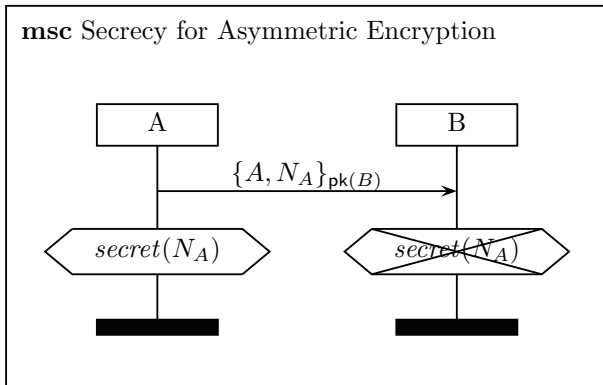 msc Secrecy for Asymmetric Encryption
A B
{A, N_A}_pk(B)
secret(N_A) secret(N_A)